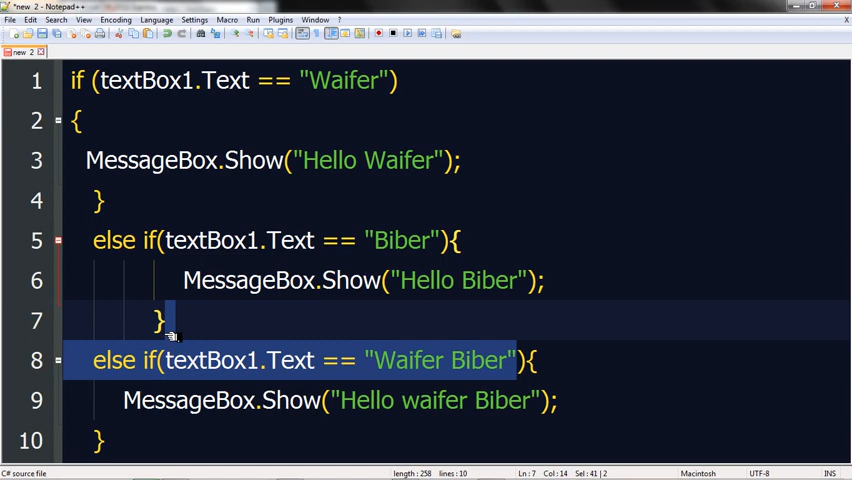 *new 2 - Notepad++
File Edit Search View Encoding Language Settings Macro Run Plugins Window ? X
new 2
1 if (textBox1.Text == "Waifer")
2 {
3 MessageBox.Show("Hello Waifer");
4 }
5 else if(textBox1.Text == "Biber"){
6 MessageBox.Show("Hello Biber");
7 }
8 else if(textBox1.Text == "Waifer Biber"){
9 MessageBox.Show("Hello waifer Biber");
10 }
C# source file length : 258 lines : 10 Ln : 7 Col : 14 Sel : 41 | 2 Macintosh UTF-8 INS